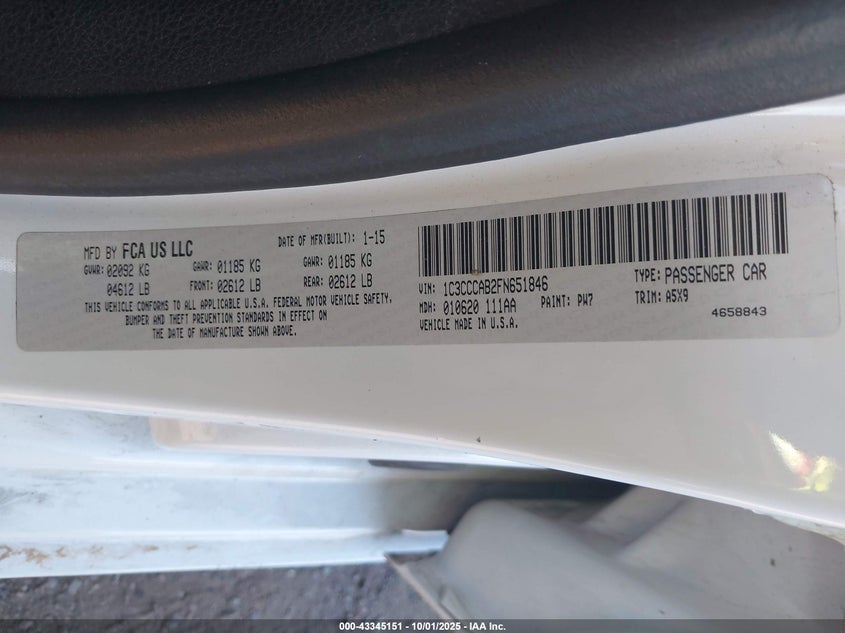 MFD BY FCA US LLC
DATE OF MFR(BUILT): 1-15
GVWR: 02092 KG GAWR: 01185 KG GAWR: 01185 KG
04612 LB FRONT: 02612 LB REAR: 02612 LB
THIS VEHICLE CONFORMS TO ALL APPLICABLE U.S.A. FEDERAL MOTOR VEHICLE SAFETY,
BUMPER AND THEFT PREVENTION STANDARDS IN EFFECT ON
THE DATE OF MANUFACTURE SHOWN ABOVE.
VIN: 1C3CCCAB2FN651846 TYPE: PASSENGER CAR
MDH: 010620 111AA PAINT: PW7 TRIM: A5X9
VEHICLE MADE IN U.S.A.
4658843
000-43345151 | 10/01/2025 - IAA Inc.